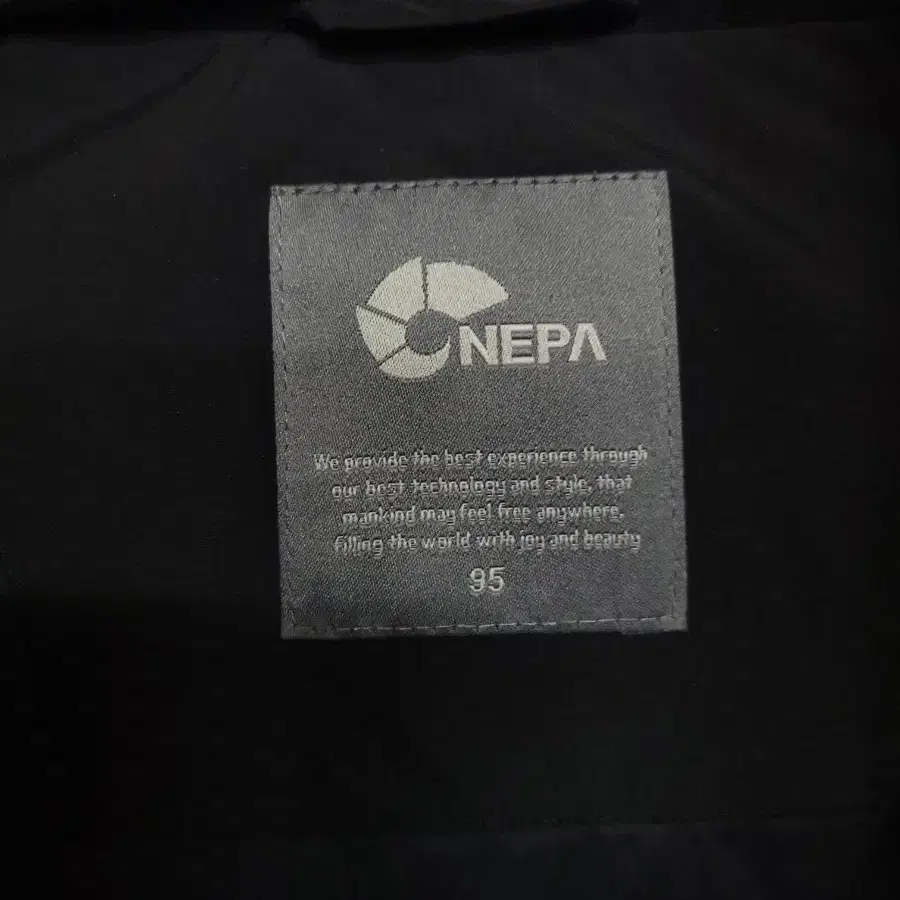 NEPA
We provide the best experience through
our best technology and style, that
mankind may feel free anywhere.
filling the world with joy and beauty
95